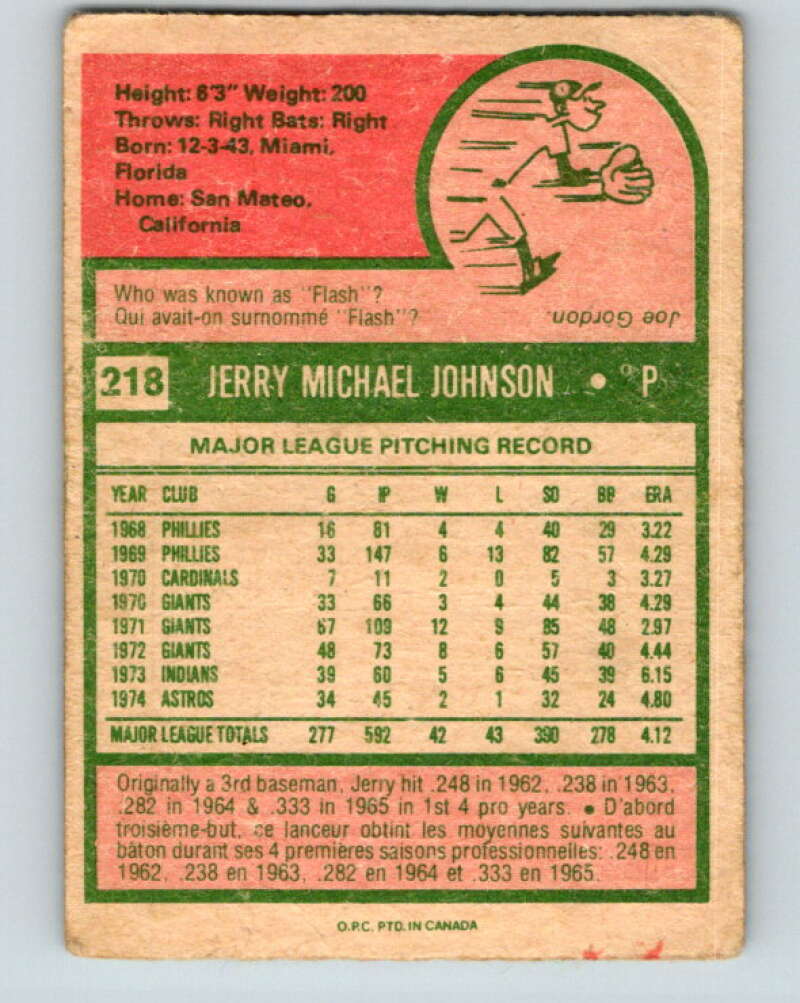 Height: 6'3" Weight: 200
Throws: Right Bats: Right
Born: 12-3-43, Miami,
Florida
Home: San Mateo,
California
Who was known as "Flash"?
Qui avait-on surnommé "Flash"?
Joe Gordon.
218 JERRY MICHAEL JOHNSON • P
MAJOR LEAGUE PITCHING RECORD
YEAR CLUB G IP W L SO BB ERA
1968 PHILLIES 16 81 4 4 40 29 3.22
1969 PHILLIES 33 147 6 13 82 57 4.29
1970 CARDINALS 7 11 2 0 5 3 3.27
1970 GIANTS 33 66 3 4 44 38 4.29
1971 GIANTS 67 109 12 9 85 48 2.97
1972 GIANTS 48 73 8 6 57 40 4.44
1973 INDIANS 39 60 5 6 45 39 6.15
1974 ASTROS 34 45 2 1 32 24 4.80
MAJOR LEAGUE TOTALS 277 592 42 43 390 278 4.12
Originally a 3rd baseman, Jerry hit .248 in 1962, .238 in 1963,
.282 in 1964 & .333 in 1965 in 1st 4 pro years. • D'abord
troisième-but, ce lanceur obtint les moyennes suivantes au
bâton durant ses 4 premières saisons professionnelles: .248 en
1962, .238 en 1963, .282 en 1964 et .333 en 1965.
O.P.C. PTD. IN CANADA